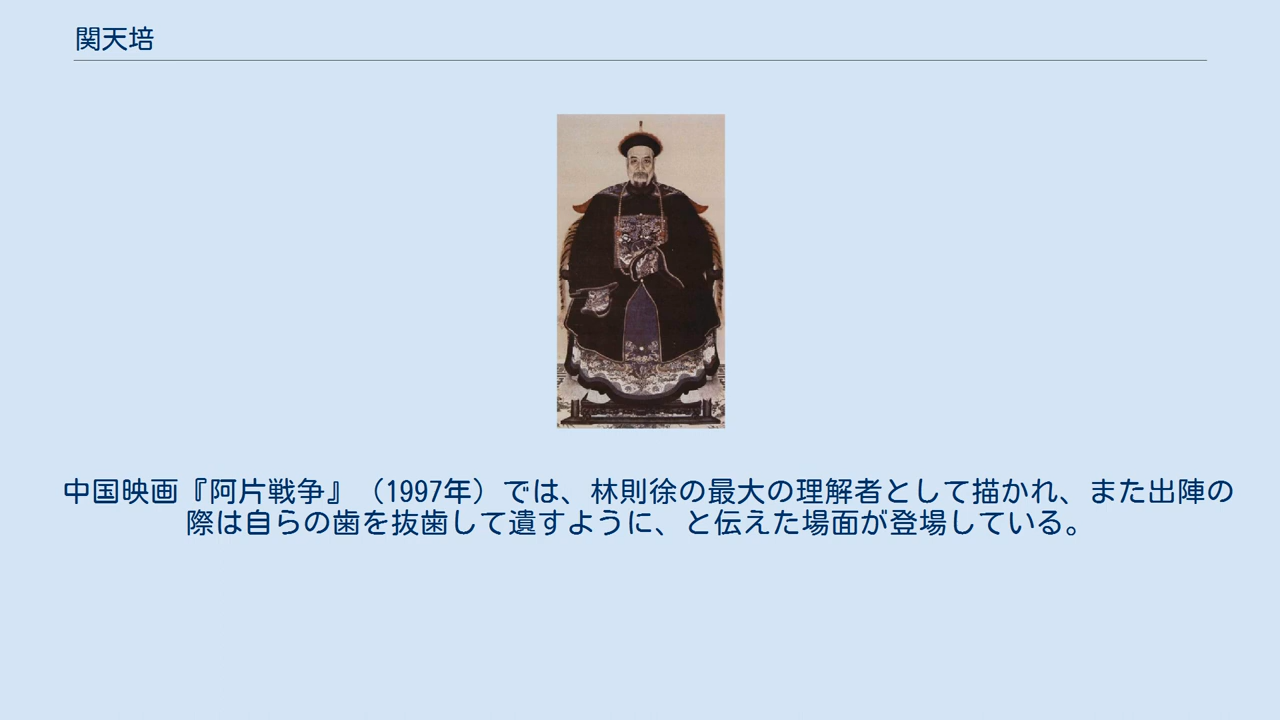 関天培
中国映画『阿片戦争』（1997年）では、林則徐の最大の理解者として描かれ、また出陣の
際は自らの歯を抜歯して遺すように、と伝えた場面が登場している。